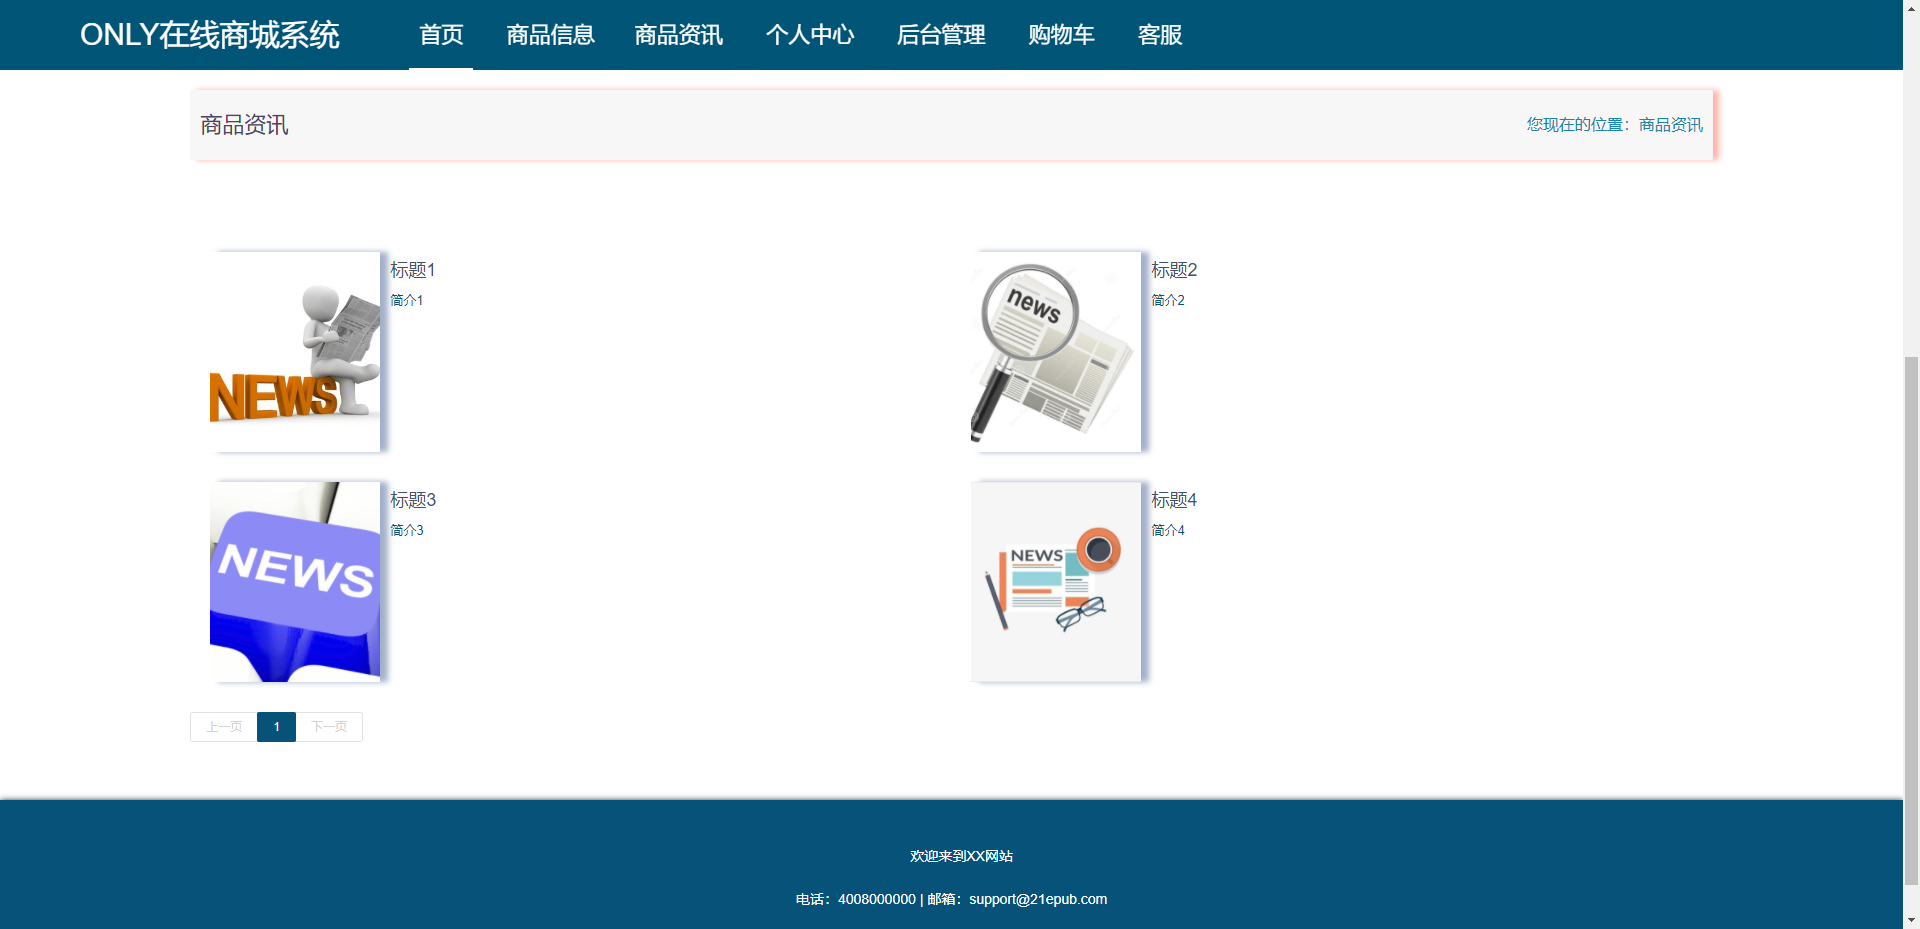 ONLY在线商城系统 首页 商品信息 商品资讯 个人中心 后台管理 购物车 客服
商品资讯 您现在的位置：商品资讯
标题1
简介1
NEWS
标题2
简介2
news
标题3
简介3
NEWS
标题4
简介4
NEWS
上一页 1 下一页
欢迎来到XX网站
电话：4008000000 | 邮箱：support@21epub.com